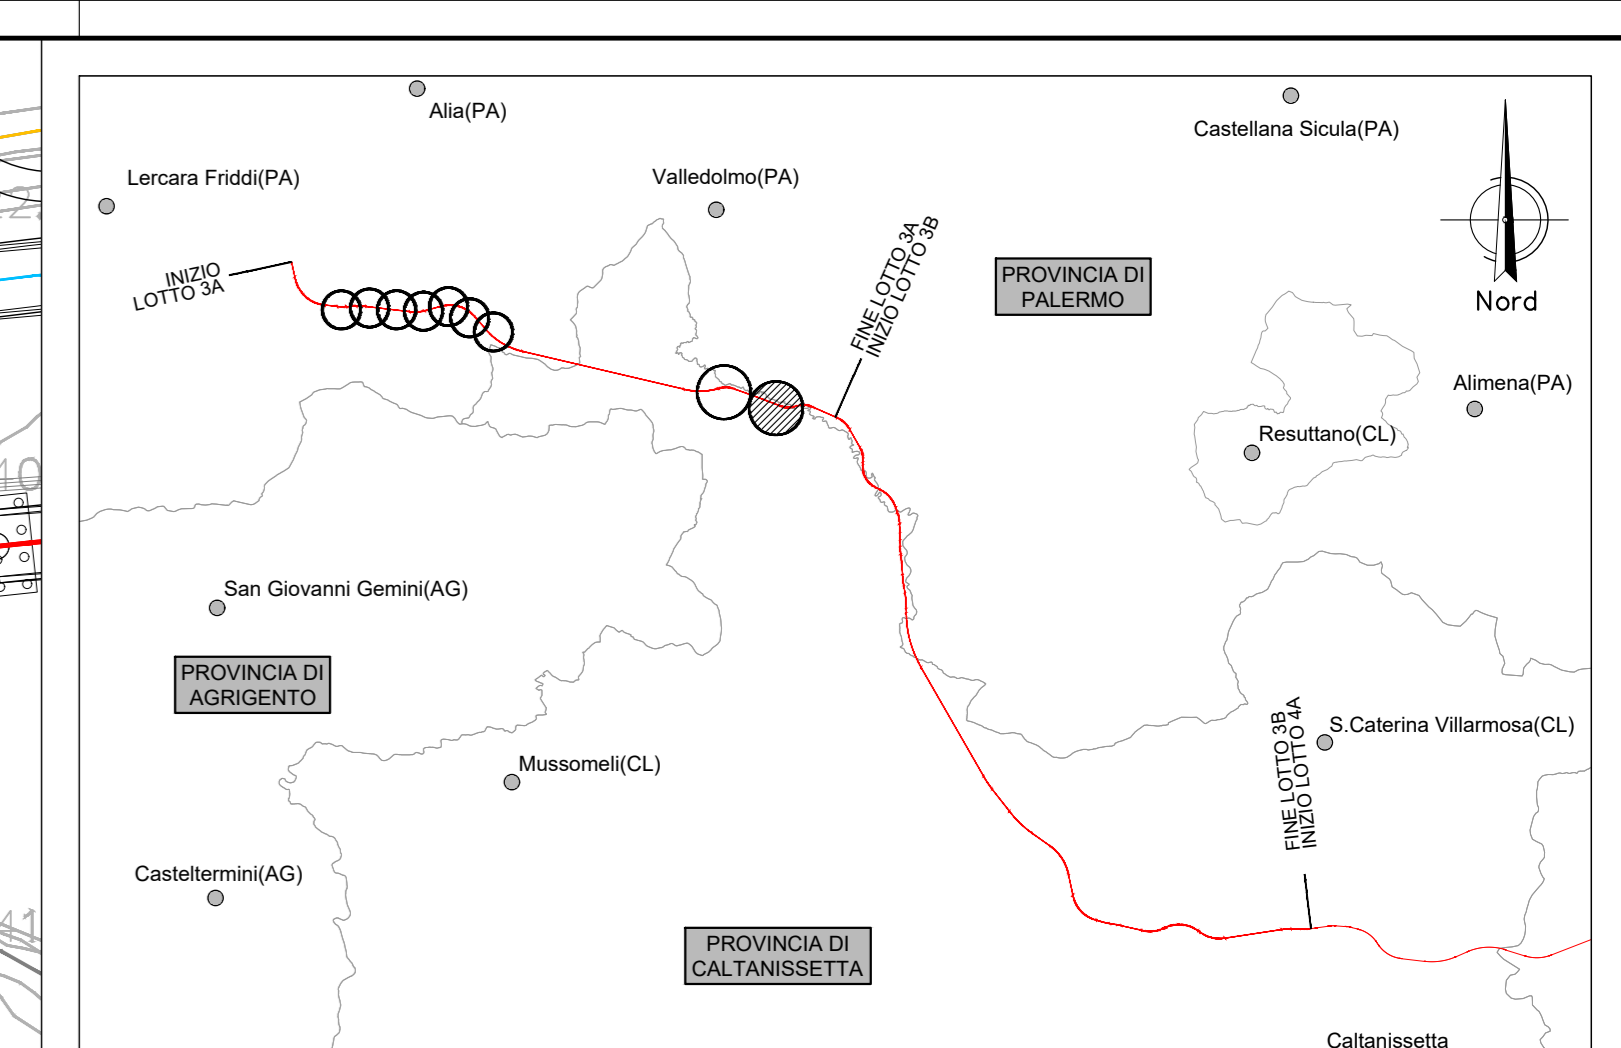 Alia(PA)
Castellana Sicula(PA)
Lercara Friddi(PA)
Valledolmo(PA)
INIZIO
LOTTO 3A
FINE LOTTO 3A
INIZIO LOTTO 3B
PROVINCIA DI
PALERMO
Nord
Alimena(PA)
Resuttano(CL)
San Giovanni Gemini(AG)
PROVINCIA DI
AGRIGENTO
FINE LOTTO 3B
INIZIO LOTTO 4A
S.Caterina Villarmosa(CL)
Mussomeli(CL)
Casteltermini(AG)
PROVINCIA DI
CALTANISSETTA
Caltanissetta
40
41